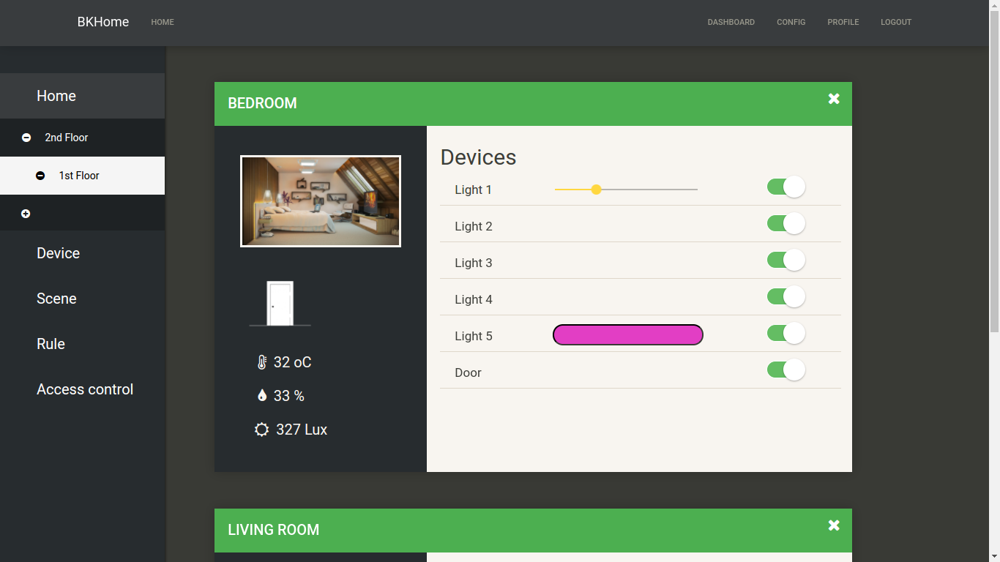 BKHome HOME DASHBOARD CONFIG PROFILE LOGOUT
Home
2nd Floor
1st Floor
Device
Scene
Rule
Access control
BEDROOM
32 oC
33 %
327 Lux
Devices
Light 1
Light 2
Light 3
Light 4
Light 5
Door
LIVING ROOM